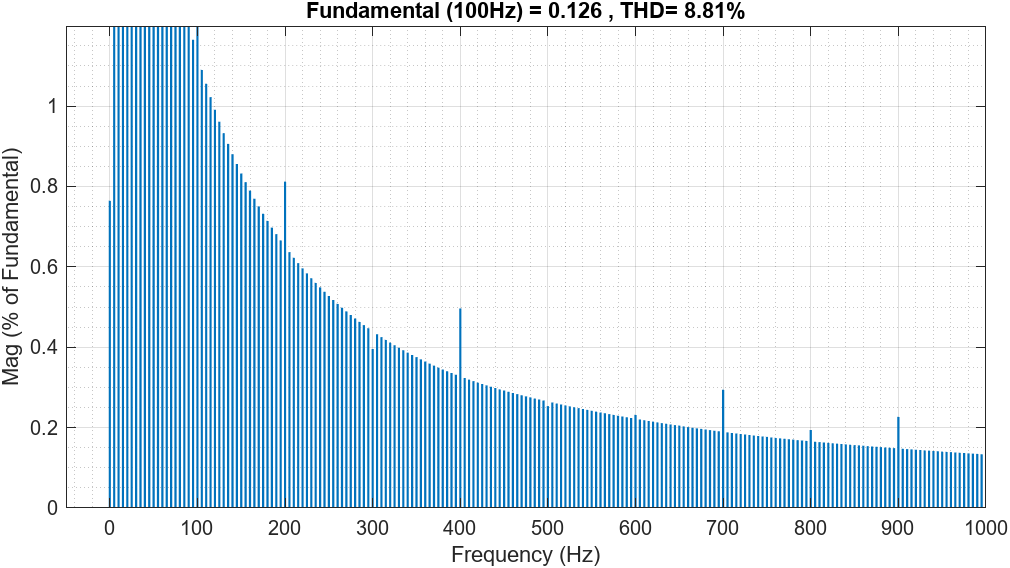 Fundamental (100Hz) = 0.126 , THD= 8.81%
Mag (% of Fundamental)
1
0.8
0.6
0.4
0.2
0
0 100 200 300 400 500 600 700 800 900 1000
Frequency (Hz)